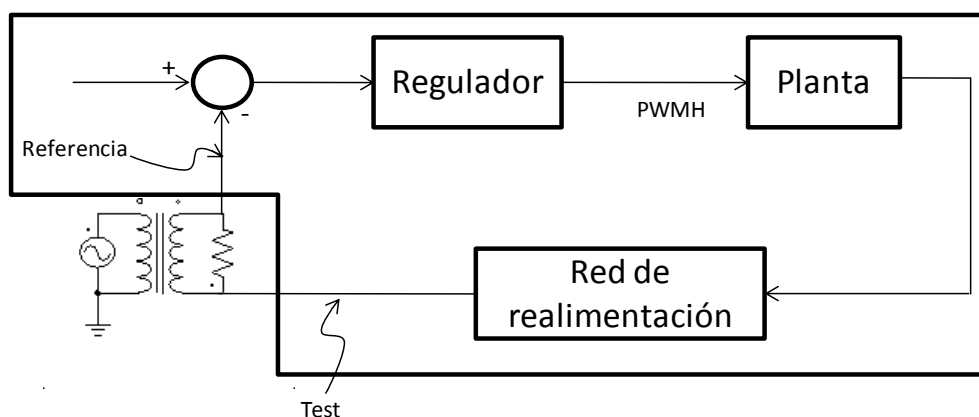 +
Regulador
Planta
-
PWMH
Referencia
a
Red de
realimentación
Test